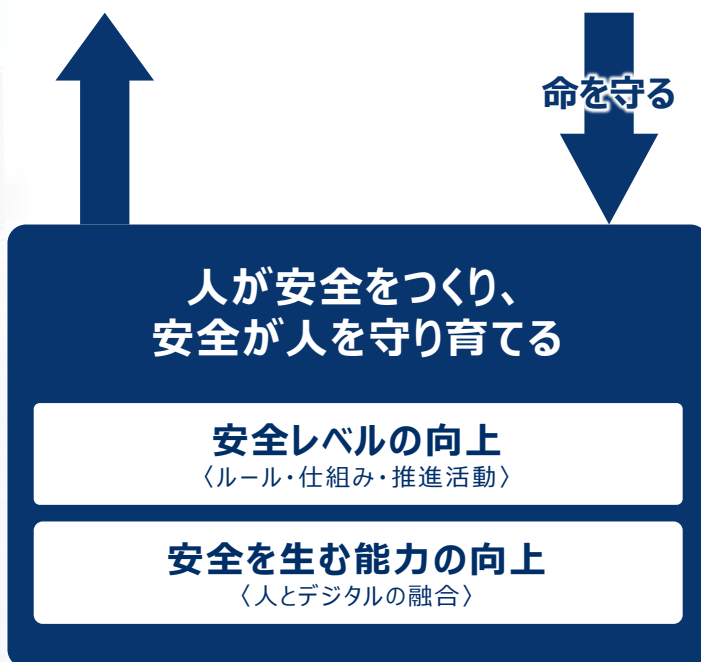 命を守る
人が安全をつくり、
安全が人を守り育てる
安全レベルの向上
〈ルール・仕組み・推進活動〉
安全を生む能力の向上
〈人とデジタルの融合〉